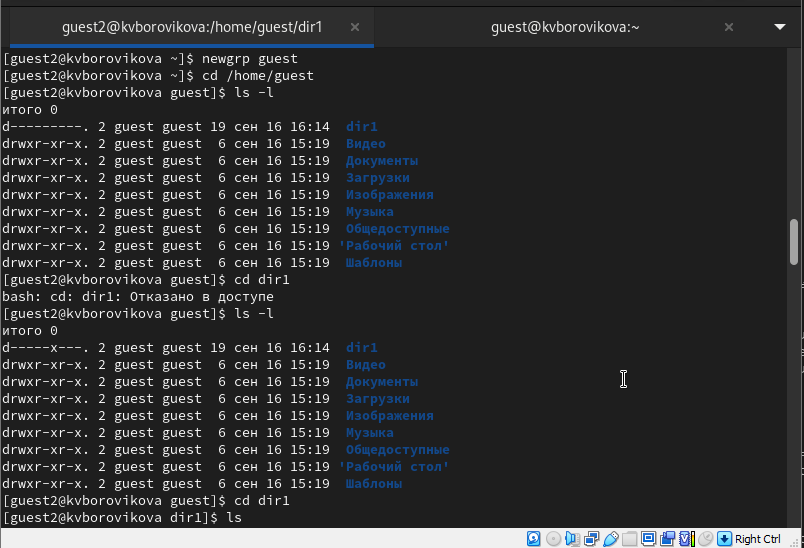 guest2@kvborovikova:/home/guest/dir1 × guest@kvborovikova:~ ×
[guest2@kvborovikova ~]$ newgrp guest
[guest2@kvborovikova ~]$ cd /home/guest
[guest2@kvborovikova guest]$ ls -l
итого 0
d---------. 2 guest guest 19 сен 16 16:14  dir1
drwxr-xr-x. 2 guest guest  6 сен 16 15:19  Видео
drwxr-xr-x. 2 guest guest  6 сен 16 15:19  Документы
drwxr-xr-x. 2 guest guest  6 сен 16 15:19  Загрузки
drwxr-xr-x. 2 guest guest  6 сен 16 15:19  Изображения
drwxr-xr-x. 2 guest guest  6 сен 16 15:19  Музыка
drwxr-xr-x. 2 guest guest  6 сен 16 15:19  Общедоступные
drwxr-xr-x. 2 guest guest  6 сен 16 15:19 'Рабочий стол'
drwxr-xr-x. 2 guest guest  6 сен 16 15:19  Шаблоны
[guest2@kvborovikova guest]$ cd dir1
bash: cd: dir1: Отказано в доступе
[guest2@kvborovikova guest]$ ls -l
итого 0
d-----x---. 2 guest guest 19 сен 16 16:14  dir1
drwxr-xr-x. 2 guest guest  6 сен 16 15:19  Видео
drwxr-xr-x. 2 guest guest  6 сен 16 15:19  Документы
drwxr-xr-x. 2 guest guest  6 сен 16 15:19  Загрузки
drwxr-xr-x. 2 guest guest  6 сен 16 15:19  Изображения
drwxr-xr-x. 2 guest guest  6 сен 16 15:19  Музыка
drwxr-xr-x. 2 guest guest  6 сен 16 15:19  Общедоступные
drwxr-xr-x. 2 guest guest  6 сен 16 15:19 'Рабочий стол'
drwxr-xr-x. 2 guest guest  6 сен 16 15:19  Шаблоны
[guest2@kvborovikova guest]$ cd dir1
[guest2@kvborovikova dir1]$ ls
Right Ctrl